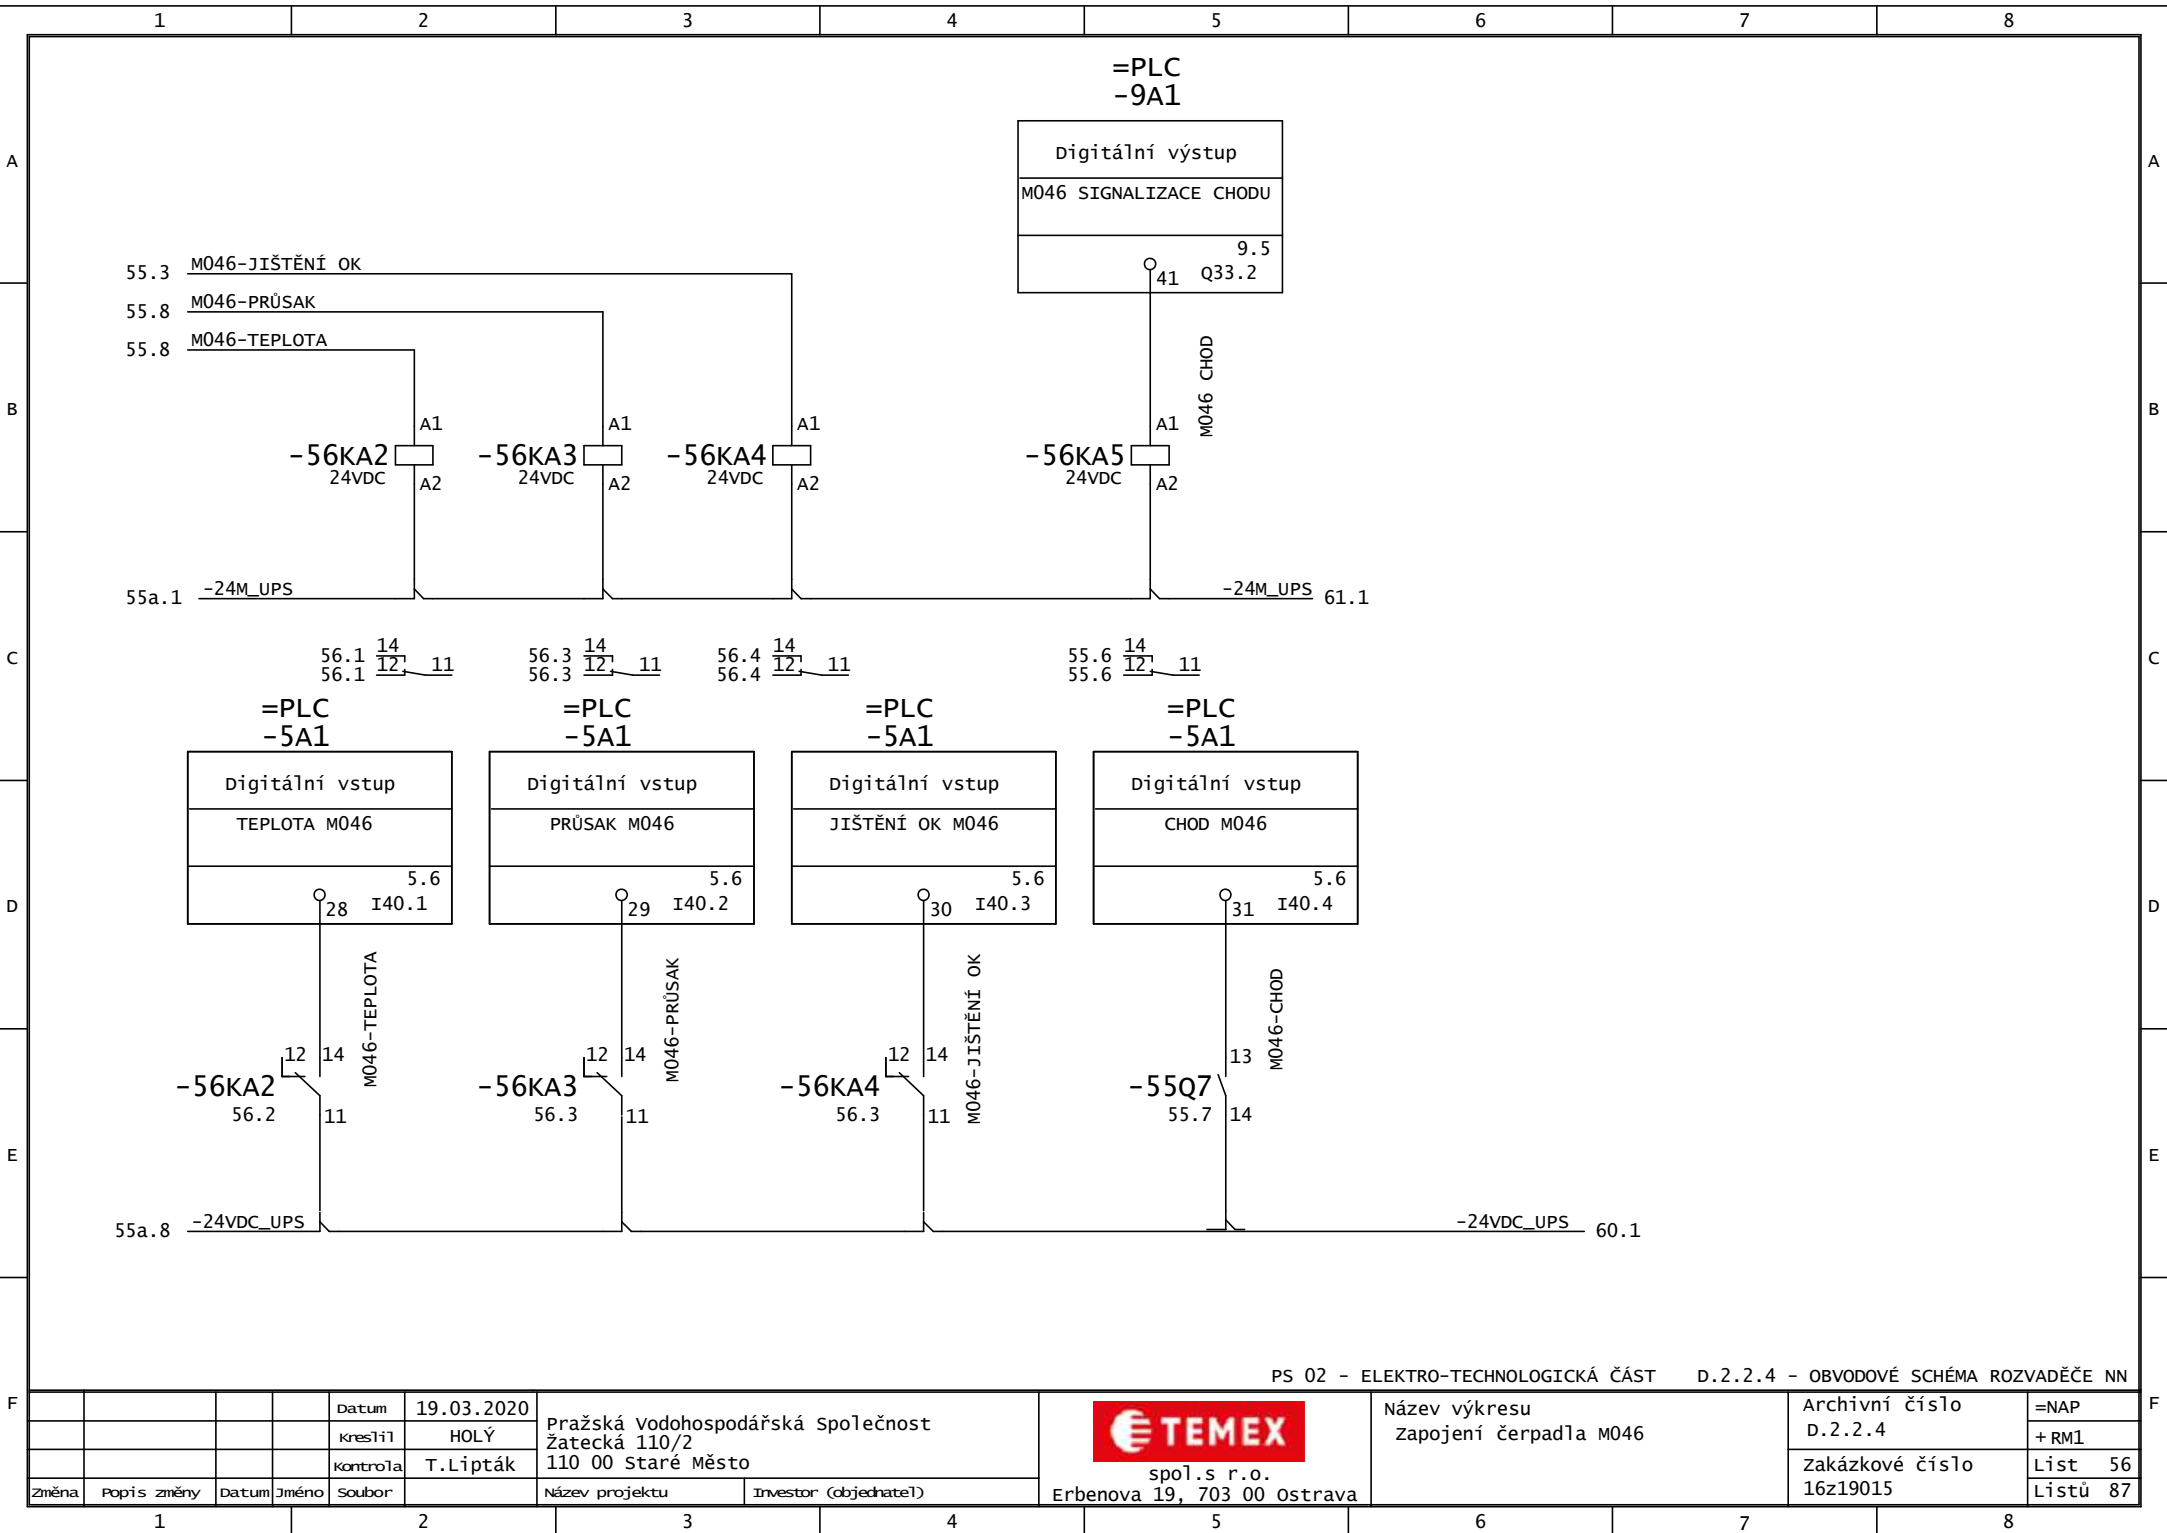 1 2 3 4 5 6 7 8
=PLC
-9A1
A
A
Digitální výstup
M046 SIGNALIZACE CHODU
9.5
41 Q33.2
55.3 M046-JIŠTĚNÍ OK
55.8 M046-PRŮSAK
55.8 M046-TEPLOTA
M046 CHOD
B
B
A1 A1 A1 A1
-56KA2 -56KA3 -56KA4 -56KA5
24VDC 24VDC 24VDC 24VDC
A2 A2 A2 A2
55a.1 -24M_UPS -24M_UPS 61.1
C
C
56.1 14 56.3 14 56.4 14 55.6 14
56.1 12 11 56.3 12 11 56.4 12 11 55.6 12 11
=PLC =PLC =PLC =PLC
-5A1 -5A1 -5A1 -5A1
Digitální vstup Digitální vstup Digitální vstup Digitální vstup
TEPLOTA M046 PRŮSAK M046 JIŠTĚNÍ OK M046 CHOD M046
5.6 5.6 5.6 5.6
28 I40.1 29 I40.2 30 I40.3 31 I40.4
D
D
M046-TEPLOTA
M046-PRŮSAK
M046-JIŠTĚNÍ OK
M046-CHOD
12 14 12 14 12 14 13
-56KA2 -56KA3 -56KA4 -55Q7
56.2 11 56.3 11 56.3 11 55.7 14
E
E
55a.8 -24VDC_UPS -24VDC_UPS 60.1
PS 02 - ELEKTRO-TECHNOLOGICKÁ ČÁST D.2.2.4 - OBVODOVÉ SCHÉMA ROZVADĚČE NN
F
F
Datum 19.03.2020
Kreslil HOLÝ
Kontrola T.Lipták
Změna Popis změny Datum Jméno Soubor
Pražská Vodohospodářská Společnost
Žatecká 110/2
110 00 Staré Město
Název projektu Investor (objednatel)
TEMEX
spol.s r.o.
Erbenova 19, 703 00 Ostrava
Název výkresu
Zapojení čerpadla M046
Archivní číslo
D.2.2.4
Zakázkové číslo
16z19015
=NAP
+ RM1
List 56
Listů 87
1 2 3 4 5 6 7 8